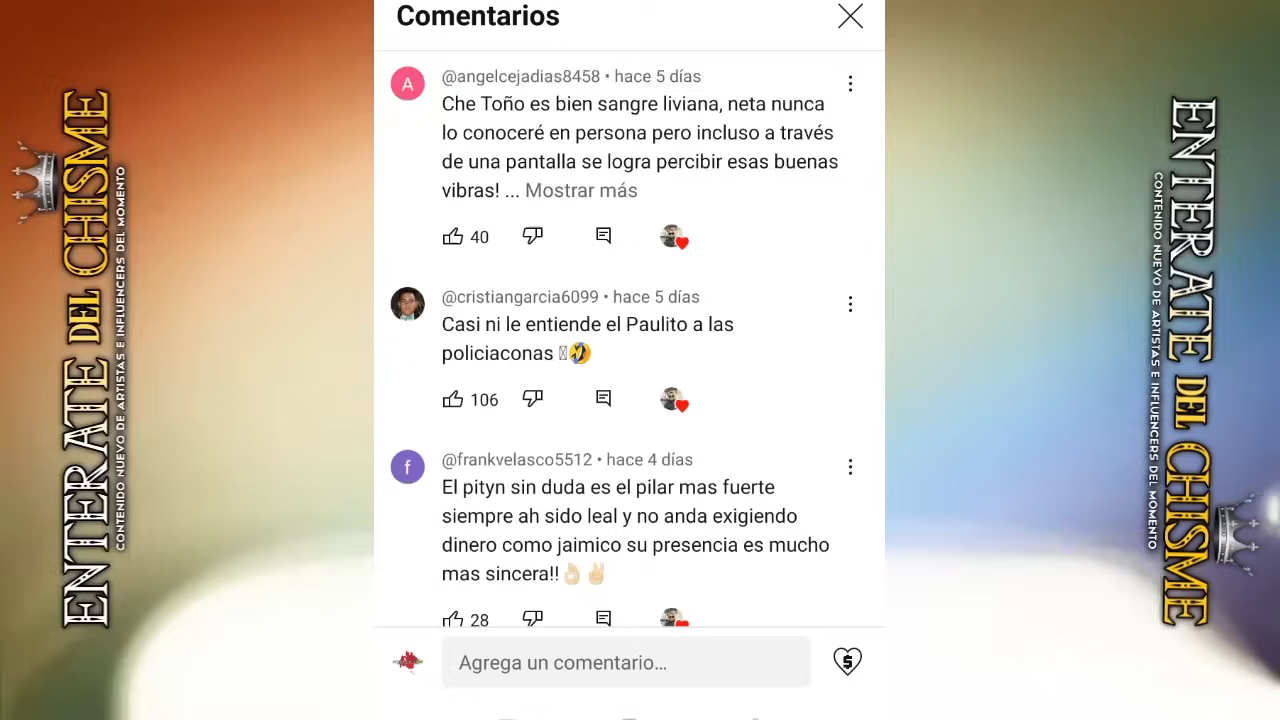 Comentarios
@angelcejadias8458 • hace 5 días
Che Toño es bien sangre liviana, neta nunca
lo conoceré en persona pero incluso a través
de una pantalla se logra percibir esas buenas
vibras! ... Mostrar más
40
@cristiangarcia6099 • hace 5 días
Casi ni le entiende el Paulito a las
policiaconas 🤣
106
@frankvelasco5512 • hace 4 días
El pityn sin duda es el pilar mas fuerte
siempre ah sido leal y no anda exigiendo
dinero como jaimico su presencia es mucho
mas sincera!!👌🏻✌🏻
28
Agrega un comentario...
ENTERATE DEL CHISME
CONTENIDO NUEVO DE ARTISTAS E INFLUENCERS DEL MOMENTO
ENTERATE DEL CHISME
CONTENIDO NUEVO DE ARTISTAS E INFLUENCERS DEL MOMENTO